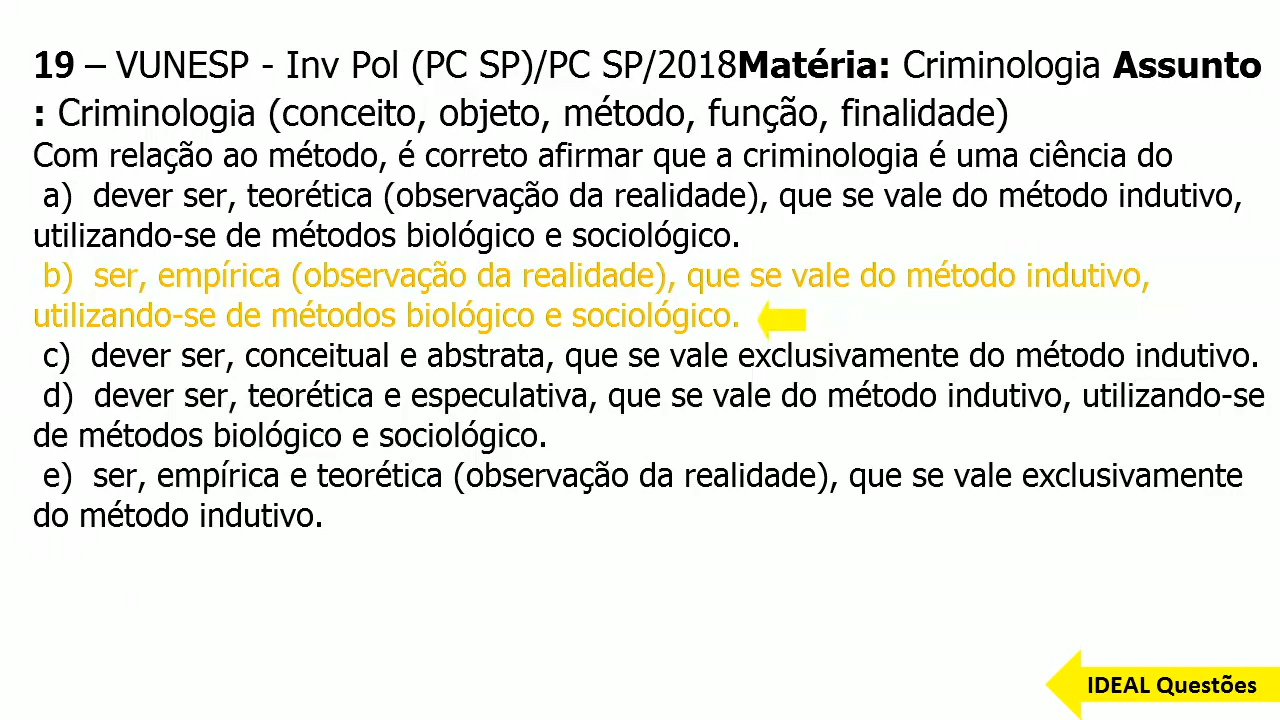 19 – VUNESP - Inv Pol (PC SP)/PC SP/2018Matéria: Criminologia Assunto
: Criminologia (conceito, objeto, método, função, finalidade)
Com relação ao método, é correto afirmar que a criminologia é uma ciência do
a) dever ser, teorética (observação da realidade), que se vale do método indutivo,
utilizando-se de métodos biológico e sociológico.
b) ser, empírica (observação da realidade), que se vale do método indutivo,
utilizando-se de métodos biológico e sociológico.
c) dever ser, conceitual e abstrata, que se vale exclusivamente do método indutivo.
d) dever ser, teorética e especulativa, que se vale do método indutivo, utilizando-se
de métodos biológico e sociológico.
e) ser, empírica e teorética (observação da realidade), que se vale exclusivamente
do método indutivo.
IDEAL Questões